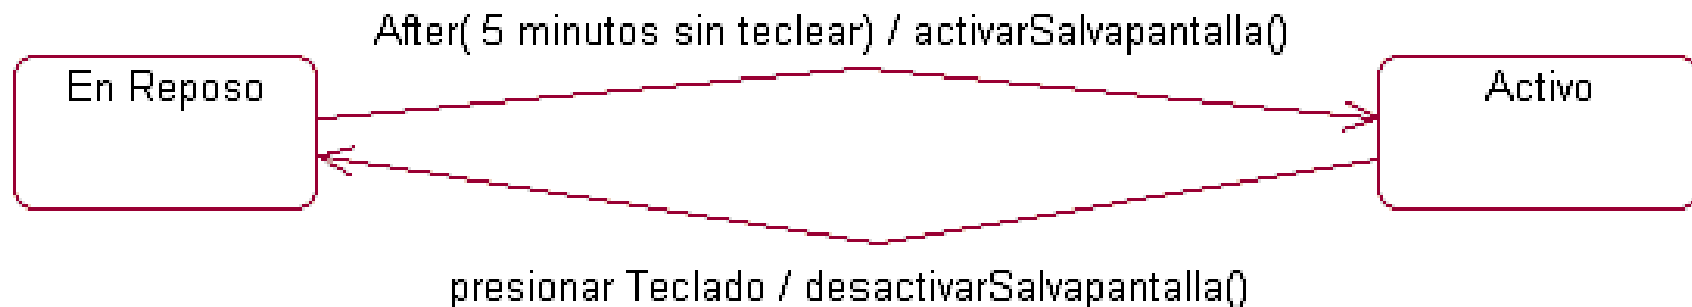 After( 5 minutos sin teclear) / activarSalvapantalla()
En Reposo
Activo
presionar Teclado / desactivarSalvapantalla()